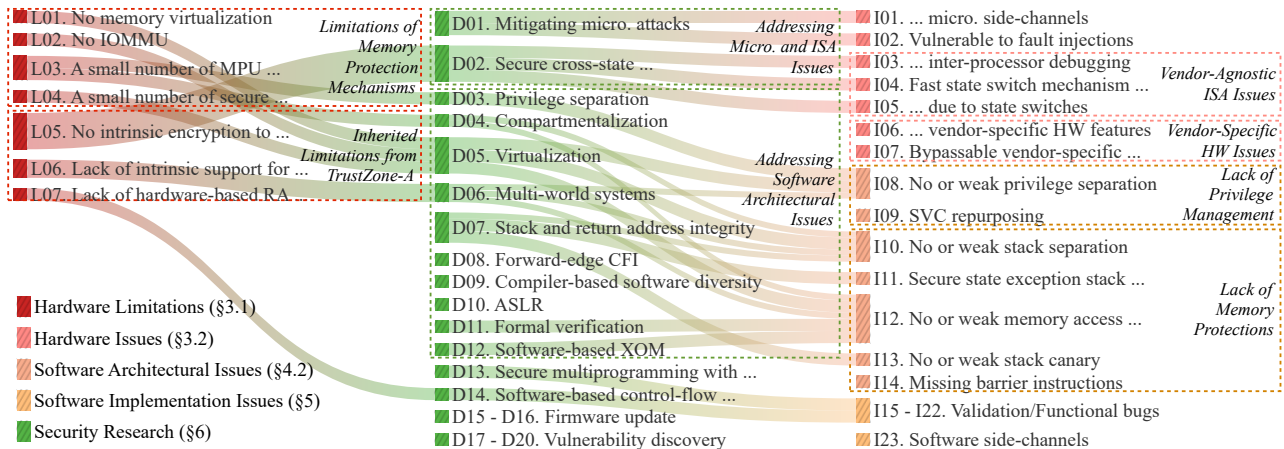 L01. No memory virtualization
L02. No IOMMU
L03. A small number of MPU ...
L04. A small number of secure ...
Limitations of
Memory
Protection
Mechanisms
L05. No intrinsic encryption to ...
L06. Lack of intrinsic support for ...
L07. Lack of hardware-based RA...
Inherited
Limitations from
TrustZone-A
Hardware Limitations (§3.1)
Hardware Issues (§3.2)
Software Architectural Issues (§4.2)
Software Implementation Issues (§5)
Security Research (§6)
D01. Mitigating micro. attacks
D02. Secure cross-state ...
Addressing
Micro. and ISA
Issues
D03. Privilege separation
D04. Compartmentalization
D05. Virtualization
D06. Multi-world systems
D07. Stack and return address integrity
D08. Forward-edge CFI
D09. Compiler-based software diversity
D10. ASLR
D11. Formal verification
D12. Software-based XOM
Addressing
Software
Architectural
Issues
D13. Secure multiprogramming with ...
D14. Software-based control-flow ...
D15 - D16. Firmware update
D17 - D20. Vulnerability discovery
I01. ... micro. side-channels
I02. Vulnerable to fault injections
I03. ... inter-processor debugging
I04. Fast state switch mechanism ...
I05. ... due to state switches
Vendor-Agnostic
ISA Issues
I06. ... vendor-specific HW features
I07. Bypassable vendor-specific ...
Vendor-Specific
HW Issues
I08. No or weak privilege separation
I09. SVC repurposing
Lack of
Privilege
Management
I10. No or weak stack separation
I11. Secure state exception stack ...
I12. No or weak memory access ...
I13. No or weak stack canary
I14. Missing barrier instructions
Lack of
Memory
Protections
I15 - I22. Validation/Functional bugs
I23. Software side-channels